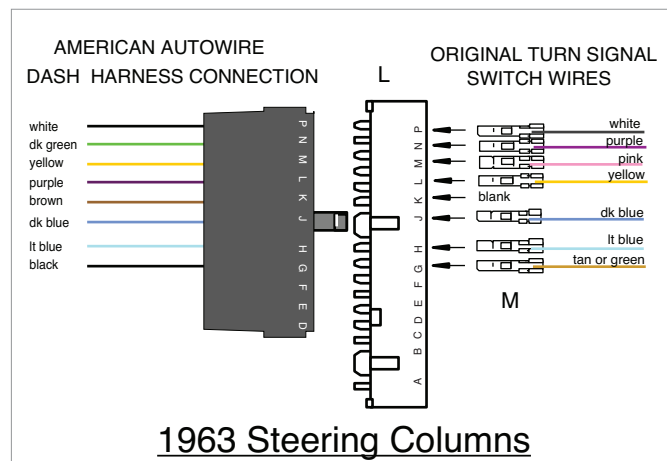 AMERICAN AUTOWIRE
DASH HARNESS CONNECTION
L
ORIGINAL TURN SIGNAL
SWITCH WIRES
white
dk green
yellow
purple
brown
dk blue
lt blue
black
P
N
M
L
K
J
H
G
F
E
D
P
N
M
L
K
J
H
G
F
E
D
C
B
A
white
purple
pink
yellow
blank
dk blue
lt blue
tan or green
M
1963 Steering Columns